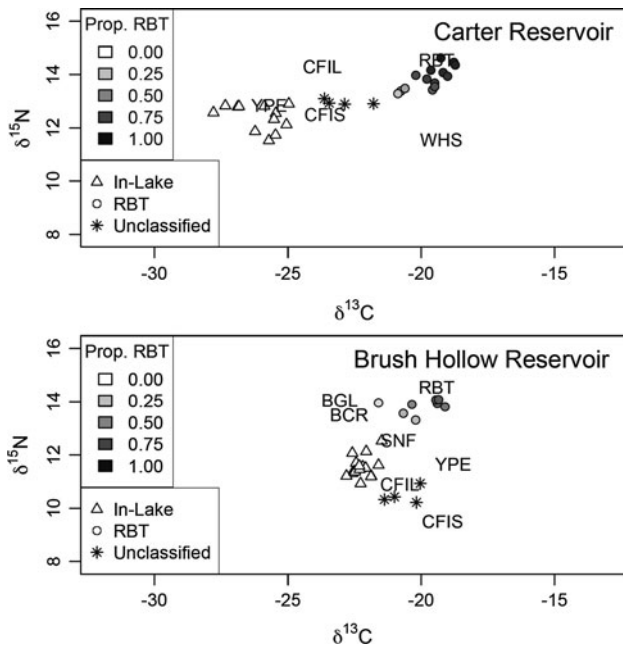 Carter Reservoir
Prop. RBT
0.00
0.25
0.50
0.75
1.00
In-Lake
RBT
Unclassified
CFIL
RBT
YPE
CFIS
WHS
16
14
12
10
8
δ15N
-30
-25
-20
-15
δ13C
Brush Hollow Reservoir
Prop. RBT
0.00
0.25
0.50
0.75
1.00
In-Lake
RBT
Unclassified
RBT
BGL
BCR
SNF
YPE
CFIL
CFIS
16
14
12
10
8
δ15N
-30
-25
-20
-15
δ13C